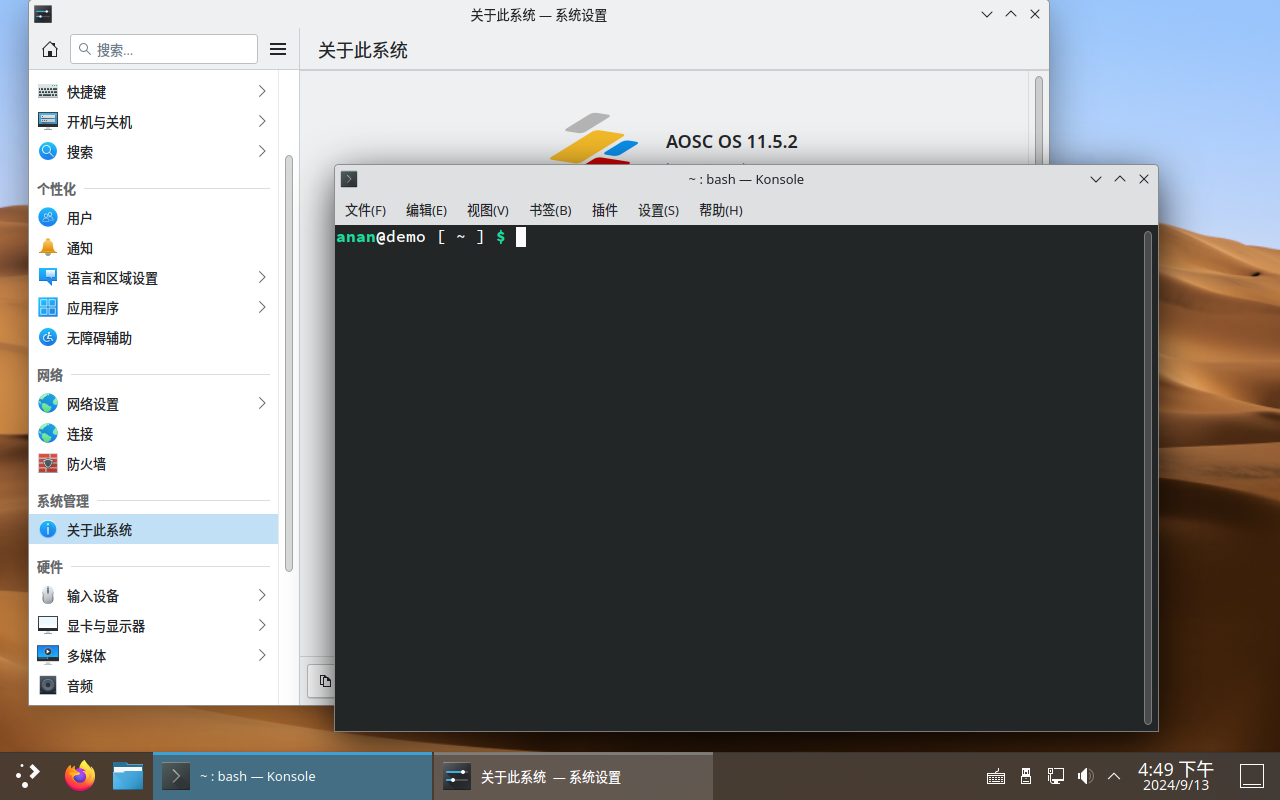 关于此系统 — 系统设置
搜索...
关于此系统
快捷键
开机与关机
搜索
个性化
用户
通知
语言和区域设置
应用程序
无障碍辅助
网络
网络设置
连接
防火墙
系统管理
关于此系统
硬件
输入设备
显卡与显示器
多媒体
音频
AOSC OS 11.5.2
~ : bash — Konsole
文件(F) 编辑(E) 视图(V) 书签(B) 插件 设置(S) 帮助(H)
anan@demo [ ~ ] $
~ : bash — Konsole
关于此系统 — 系统设置
4:49 下午
2024/9/13